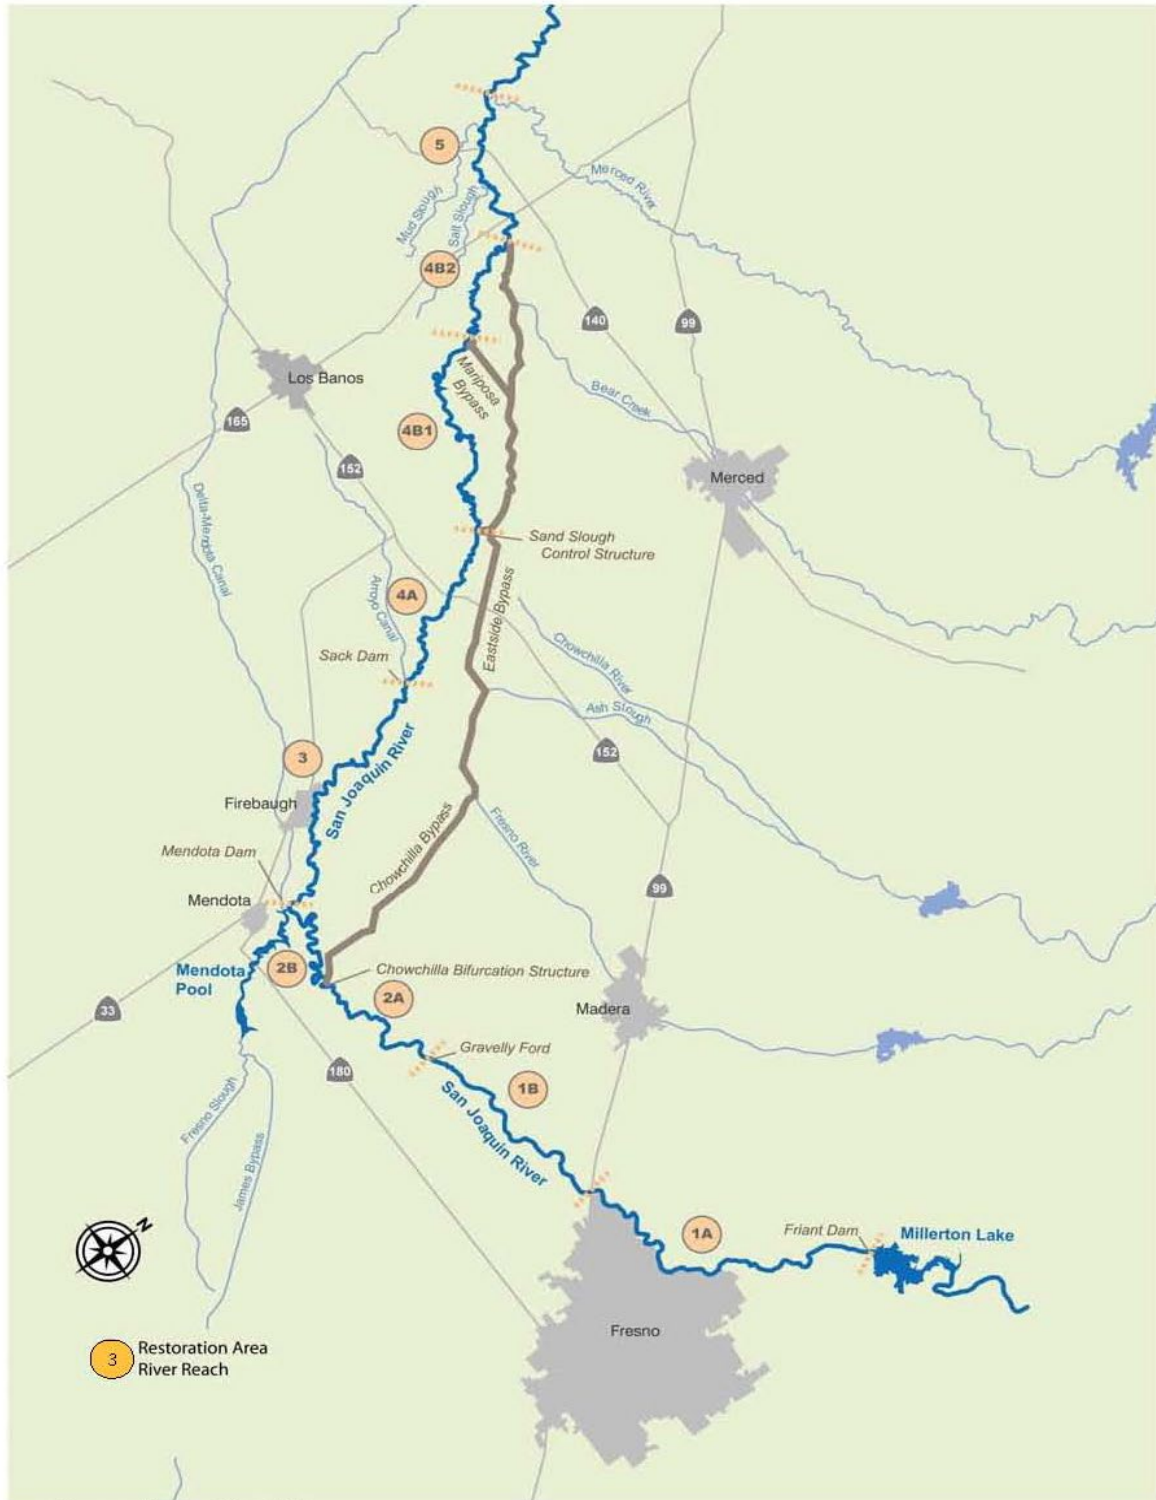 5
Merced River
Mud Slough
Salt Slough
4B2
140
99
Los Banos
Mariposa
Bypass
Bear Creek
165
4B1
152
Merced
Delta-Mendota Canal
Sand Slough
Control Structure
Arroyo Canal
4A
Eastside Bypass
Chowchilla River
Sack Dam
Ash Slough
152
3
San Joaquin River
Firebaugh
Chowchilla Bypass
Fresno River
Mendota Dam
99
Mendota
2B
Mendota
Pool
Chowchilla Bifurcation Structure
2A
33
Madera
Gravelly Ford
180
1B
San Joaquin River
Fresno Slough
James Bypass
N
1A
Friant Dam
Millerton Lake
Fresno
3
Restoration Area
River Reach